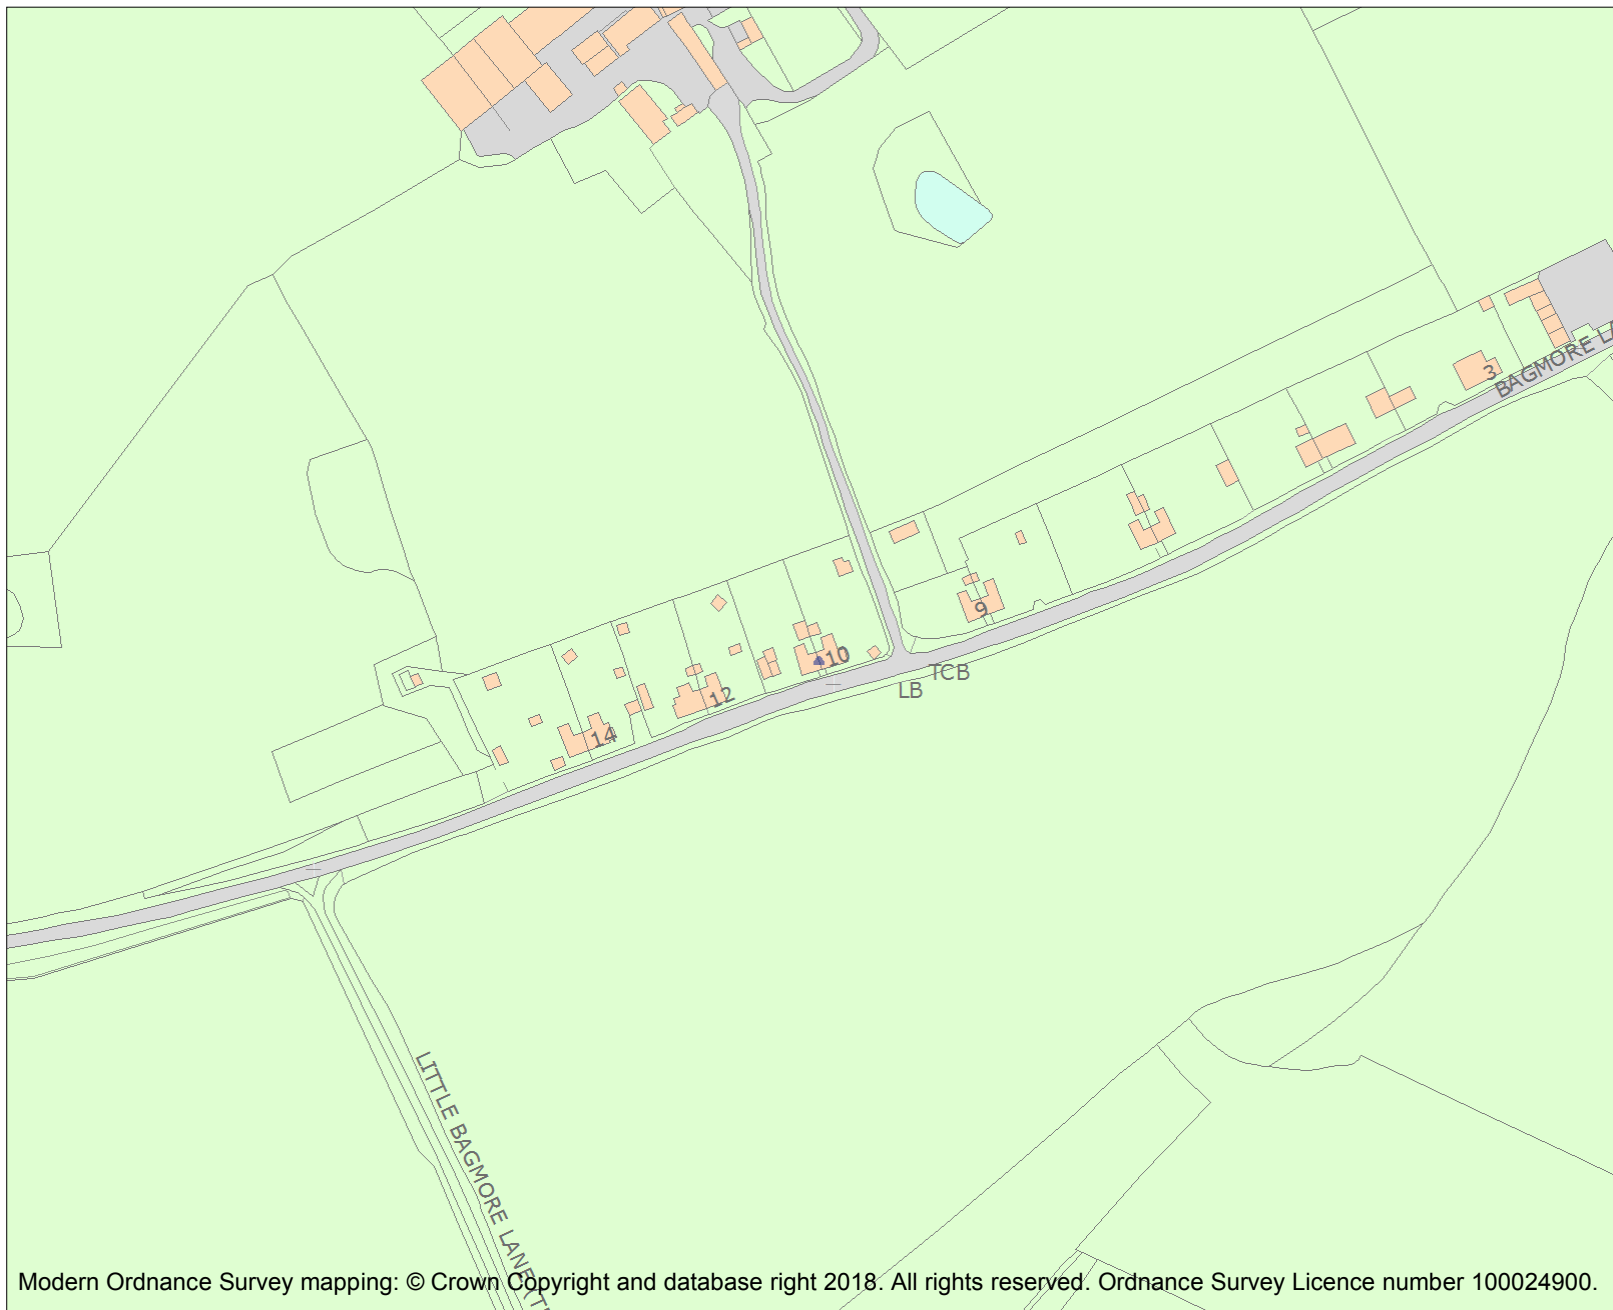 BAGMORE LA
3
9
10
TCB
LB
12
14
LITTLE BAGMORE LANE (T
Modern Ordnance Survey mapping: © Crown Copyright and database right 2018. All rights reserved. Ordnance Survey Licence number 100024900.